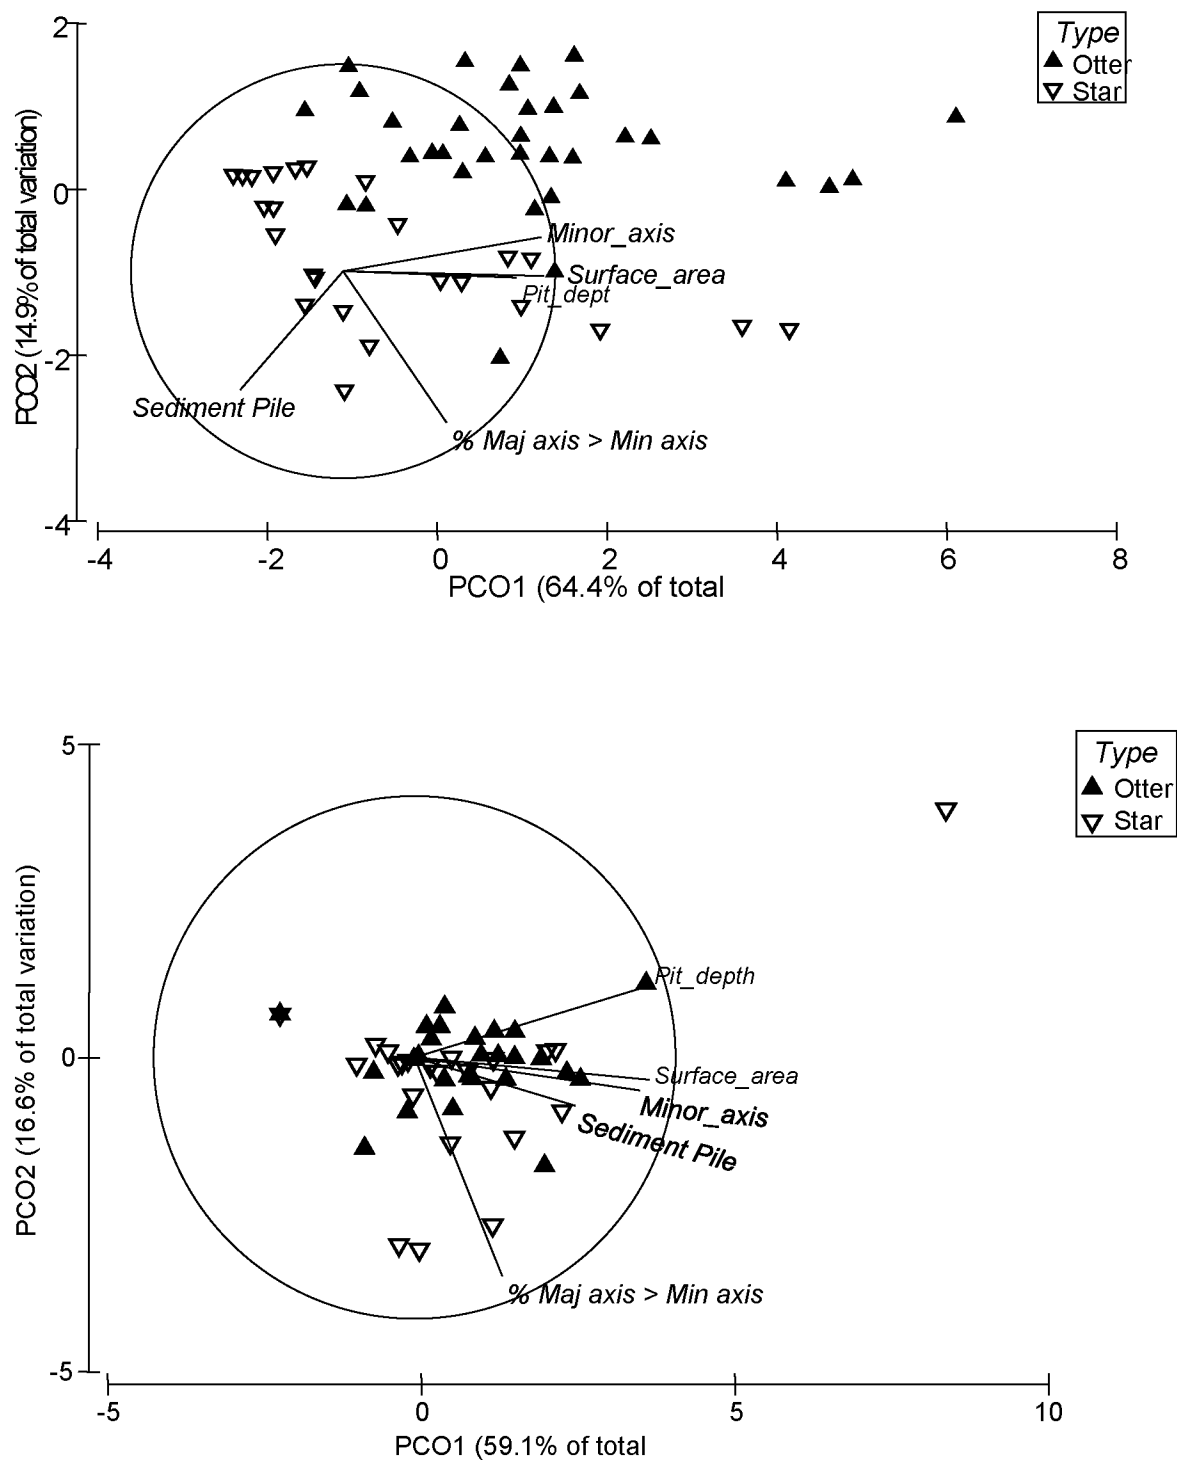 2
0
-2
-4
PCO2 (14.9% of total variation)
Type
Otter
Star
Minor_axis
Surface_area
Pit_dept
Sediment Pile
% Maj axis > Min axis
-4
-2
0
2
4
6
8
PCO1 (64.4% of total
5
0
-5
PCO2 (16.6% of total variation)
Type
Otter
Star
Pit_depth
Surface_area
Minor_axis
Sediment Pile
% Maj axis > Min axis
-5
0
5
10
PCO1 (59.1% of total